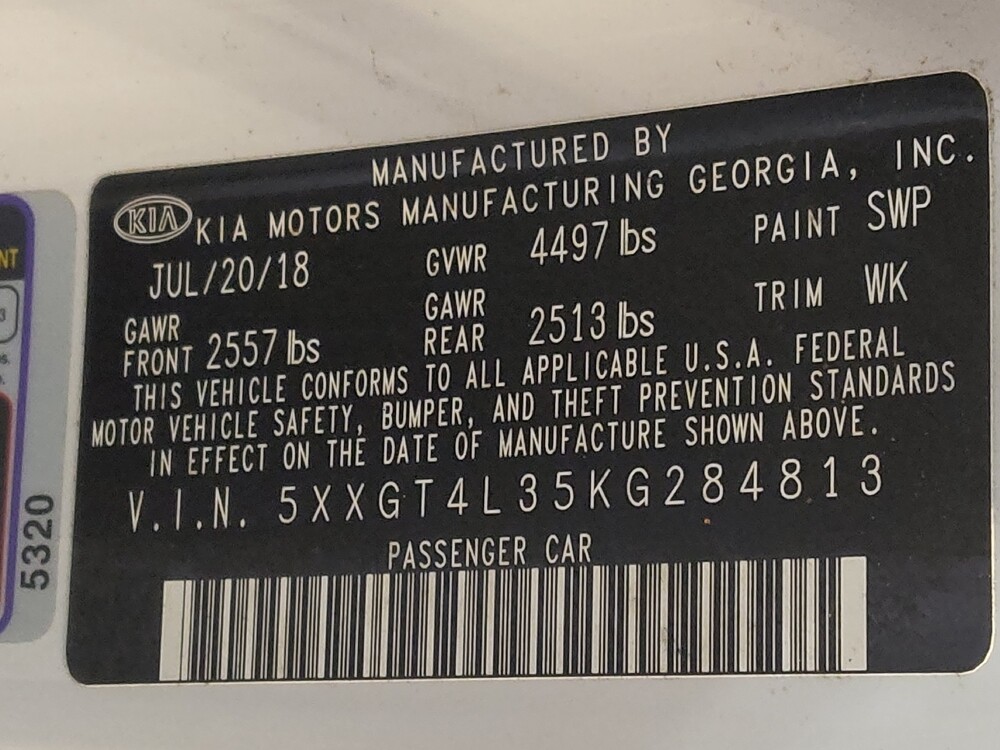 MANUFACTURED BY
KIA KIA MOTORS MANUFACTURING GEORGIA, INC.
JUL/20/18 GVWR 4497 lbs PAINT SWP
GAWR FRONT 2557 lbs GAWR REAR 2513 lbs TRIM WK
THIS VEHICLE CONFORMS TO ALL APPLICABLE U.S.A. FEDERAL
MOTOR VEHICLE SAFETY, BUMPER, AND THEFT PREVENTION STANDARDS
IN EFFECT ON THE DATE OF MANUFACTURE SHOWN ABOVE.
V.I.N. 5XXGT4L35KG284813
PASSENGER CAR
5320